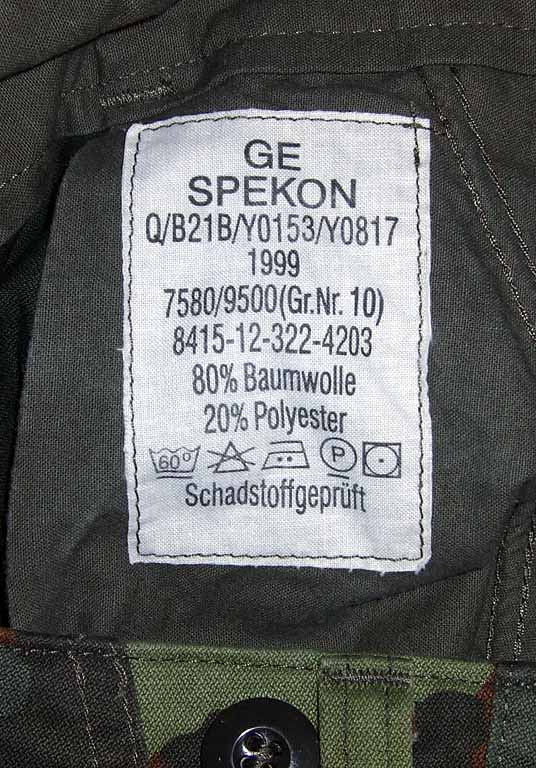 GE
SPEKON
Q/B21B/Y0153/Y0817
1999
7580/9500(Gr.Nr. 10)
8415-12-322-4203
80% Baumwolle
20% Polyester
60° P
Schadstoffgeprüft